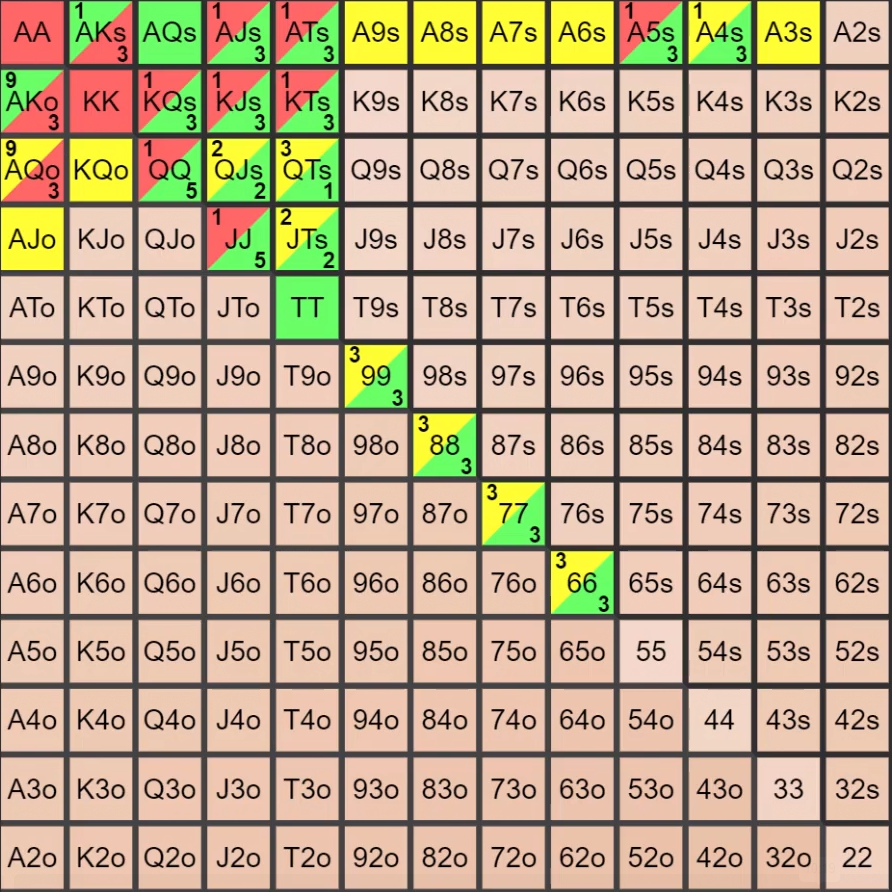 AA 1 AKs 3 AQs 1 AJs 3 1 ATs 3 A9s A8s A7s A6s 1 A5s 3 1 A4s 3 A3s A2s
9 AKo 3 KK 1 KQs 3 1 KJs 3 1 KTs 3 K9s K8s K7s K6s K5s K4s K3s K2s
9 AQo 3 KQo 1 QQ 5 2 QJs 2 3 QTs 1 Q9s Q8s Q7s Q6s Q5s Q4s Q3s Q2s
AJo KJo QJo 1 JJ 5 2 JTs 2 J9s J8s J7s J6s J5s J4s J3s J2s
ATo KTo QTo JTo TT T9s T8s T7s T6s T5s T4s T3s T2s
A9o K9o Q9o J9o T9o 3 99 3 98s 97s 96s 95s 94s 93s 92s
A8o K8o Q8o J8o T8o 98o 3 88 3 87s 86s 85s 84s 83s 82s
A7o K7o Q7o J7o T7o 97o 87o 3 77 3 76s 75s 74s 73s 72s
A6o K6o Q6o J6o T6o 96o 86o 76o 3 66 3 65s 64s 63s 62s
A5o K5o Q5o J5o T5o 95o 85o 75o 65o 55 54s 53s 52s
A4o K4o Q4o J4o T4o 94o 84o 74o 64o 54o 44 43s 42s
A3o K3o Q3o J3o T3o 93o 83o 73o 63o 53o 43o 33 32s
A2o K2o Q2o J2o T2o 92o 82o 72o 62o 52o 42o 32o 22